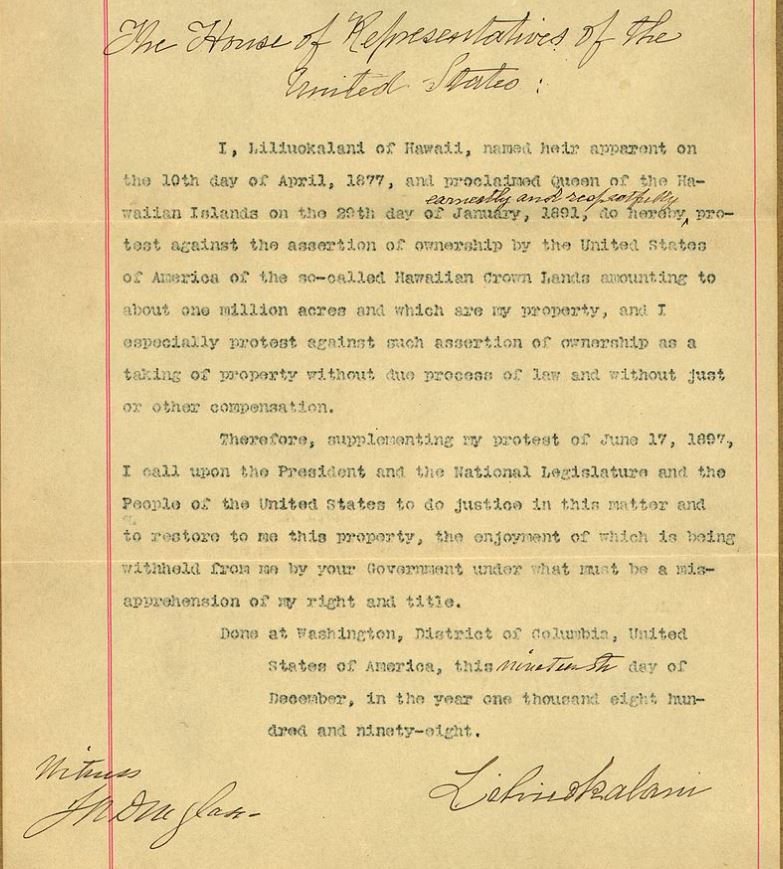 The House of Representatives of the
United States :
I, Liliuokalani of Hawaii, named heir apparent on
the 10th day of April, 1877, and proclaimed Queen of the Ha-
earnestly and respectfully
waiian Islands on the 29th day of January, 1891, do hereby ‸ pro-
test against the assertion of ownership by the United States
of America of the so-called Hawaiian Crown Lands amounting to
about one million acres and which are my property, and I
especially protest against such assertion of ownership as a
taking of property without due process of law and without just
or other compensation.
Therefore, supplementing my protest of June 17, 1897,
I call upon the President and the National Legislature and the
People of the United States to do justice in this matter and
to restore to me this property, the enjoyment of which is being
withheld from me by your Government under what must be a mis-
apprehension of my right and title.
Done at Washington, District of Columbia, United
States of America, this nineteenth day of
December, in the year one thousand eight hun-
dred and ninety-eight.
Liliuokalani
Witness